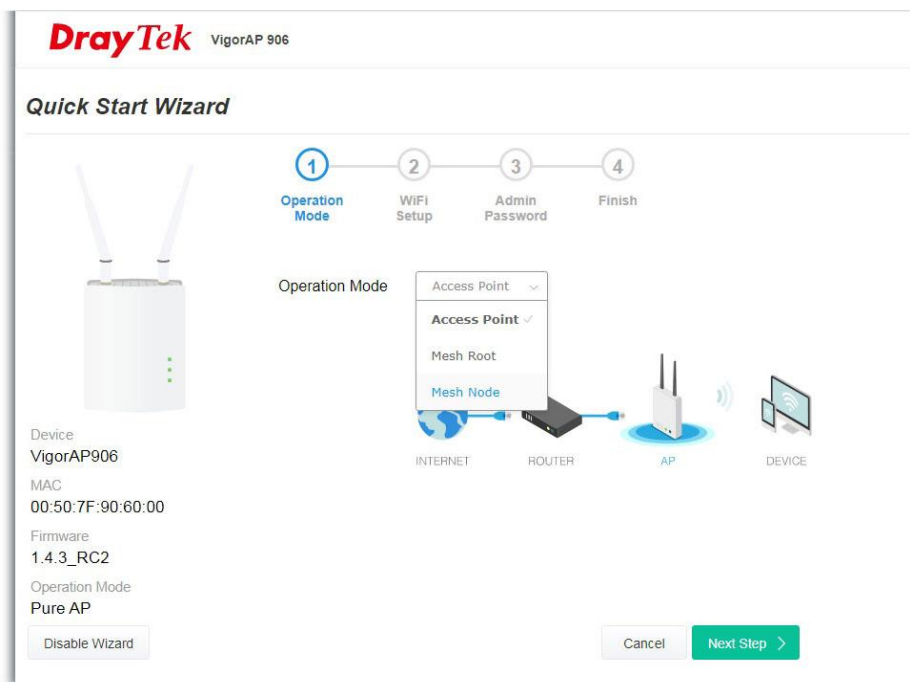 DrayTek VigorAP 906
Quick Start Wizard
1 2 3 4
Operation Mode
WiFi Setup
Admin Password
Finish
Operation Mode
Access Point
Access Point
Mesh Root
Mesh Node
INTERNET ROUTER AP DEVICE
Device
VigorAP906
MAC
00:50:7F:90:60:00
Firmware
1.4.3_RC2
Operation Mode
Pure AP
Disable Wizard
Cancel
Next Step